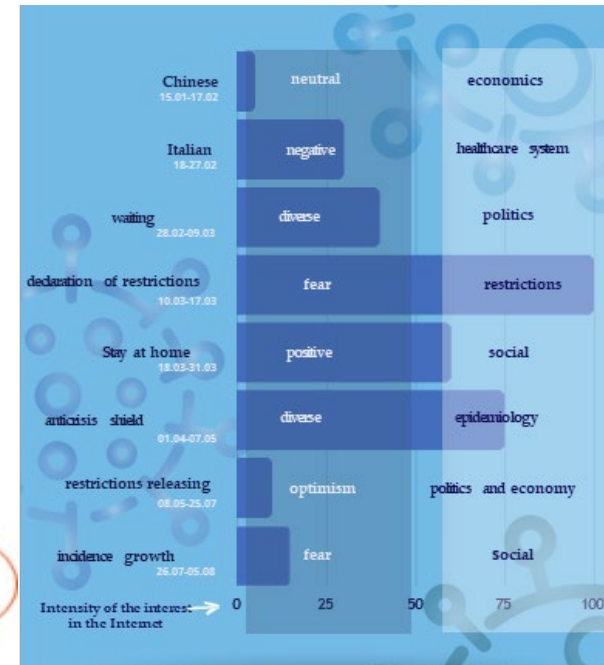 Chinese neutral economics
15.01-17.02
Italian negative healthcare system
18-27.02
waiting diverse politics
28.02-09.03
declaration of restrictions fear restrictions
10.03-17.03
Stay at home positive social
18.03-31.03
anticrisis shield diverse epidemiology
01.04-07.05
restrictions releasing optimism politics and economy
08.05-25.07
incidence growth fear social
26.07-05.08
Intensity of the interest 0 25 50 75 100
in the Internet